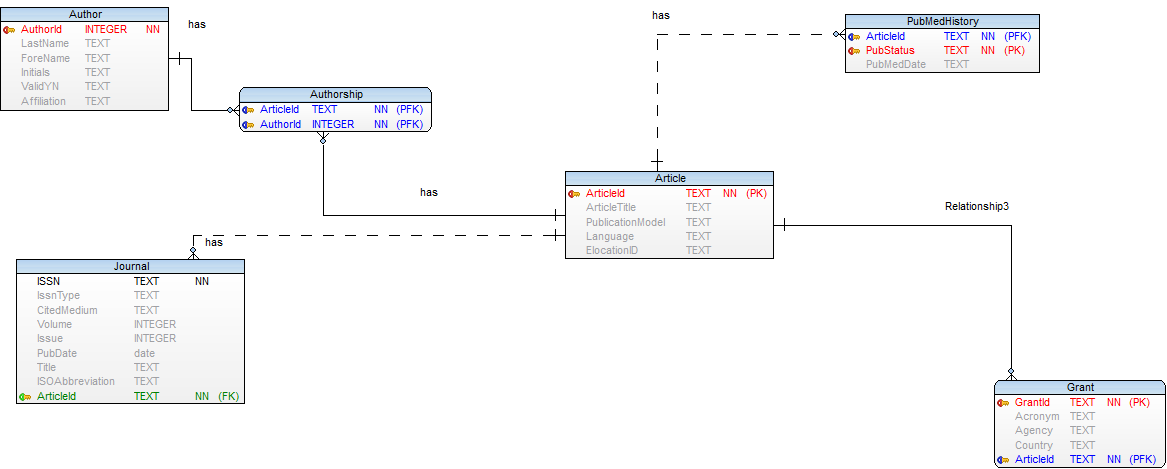 Author
AuthorId INTEGER NN
LastName TEXT
ForeName TEXT
Initials TEXT
ValidYN TEXT
Affiliation TEXT
has
has
PubMedHistory
ArticleId TEXT NN (PFK)
PubStatus TEXT NN (PK)
PubMedDate TEXT
Authorship
ArticleId TEXT NN (PFK)
AuthorId INTEGER NN (PFK)
has
Article
ArticleId TEXT NN (PK)
ArticleTitle TEXT
PublicationModel TEXT
Language TEXT
ElocationID TEXT
Relationship3
has
Journal
ISSN TEXT NN
IssnType TEXT
CitedMedium TEXT
Volume INTEGER
Issue INTEGER
PubDate date
Title TEXT
ISOAbbreviation TEXT
ArticleId TEXT NN (FK)
Grant
GrantId TEXT NN (PK)
Acronym TEXT
Agency TEXT
Country TEXT
ArticleId TEXT NN (PFK)